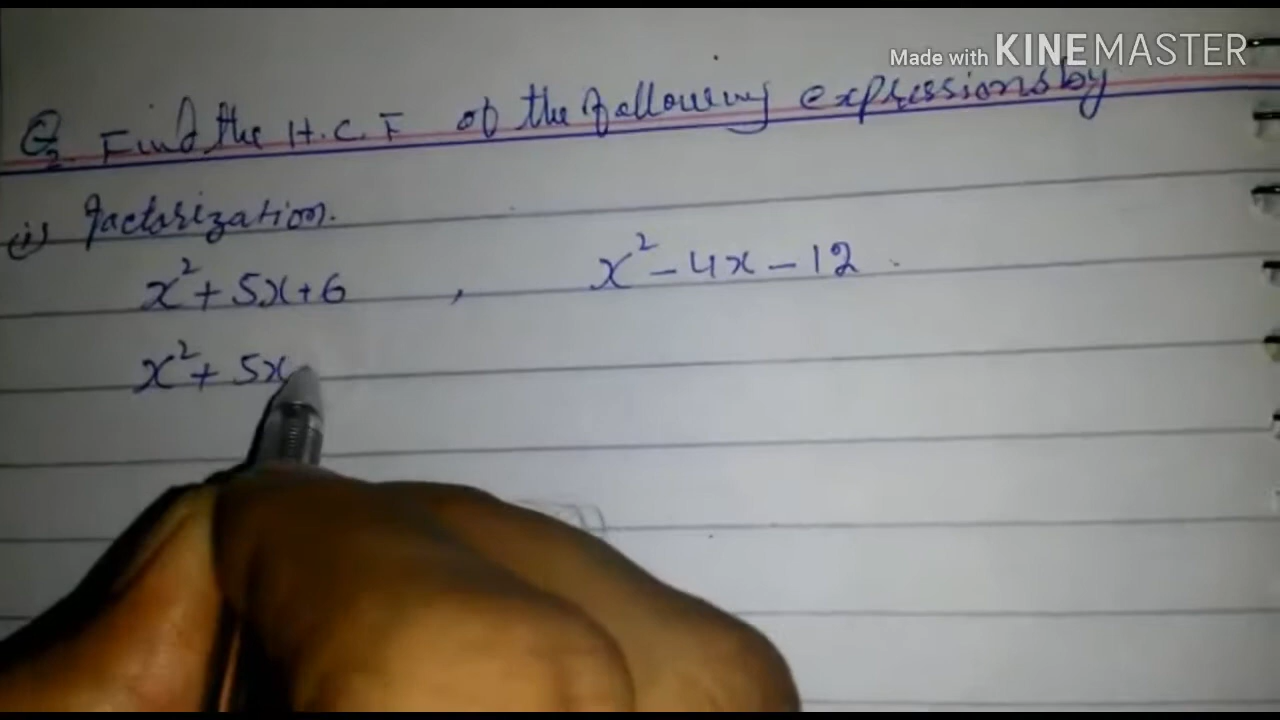 Made with KINEMASTER
Q2 Find the H.C.F of the following expressions by
(i) factorization.
x² + 5x + 6 , x² - 4x - 12 .
x² + 5x